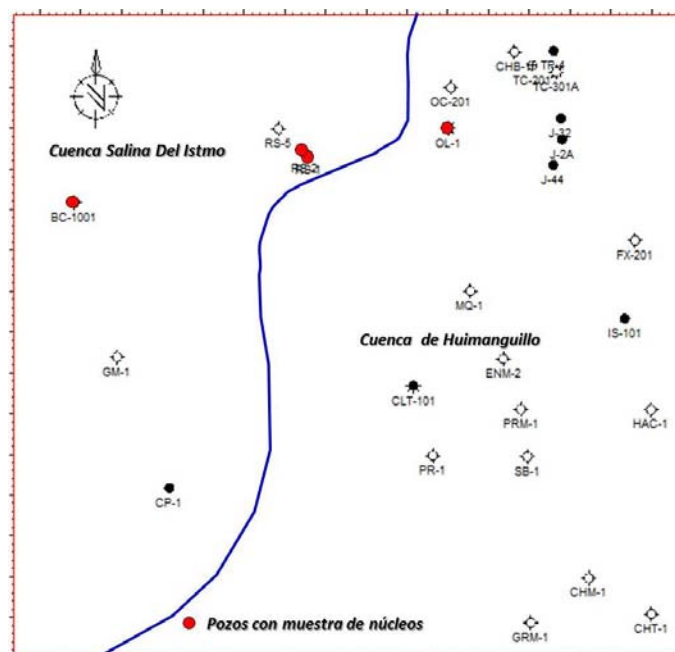 CHB-1
TR-4
TC-201
TC-301A
OC-201
J-32
RS-5
OL-1
J-2A
Cuenca Salina Del Istmo
J-44
BC-1001
FX-201
MQ-1
IS-101
Cuenca de Huimanguillo
GM-1
ENM-2
CLT-101
PRM-1
HAC-1
PR-1
SB-1
CP-1
CHM-1
Pozos con muestra de núcleos
GRM-1
CHT-1